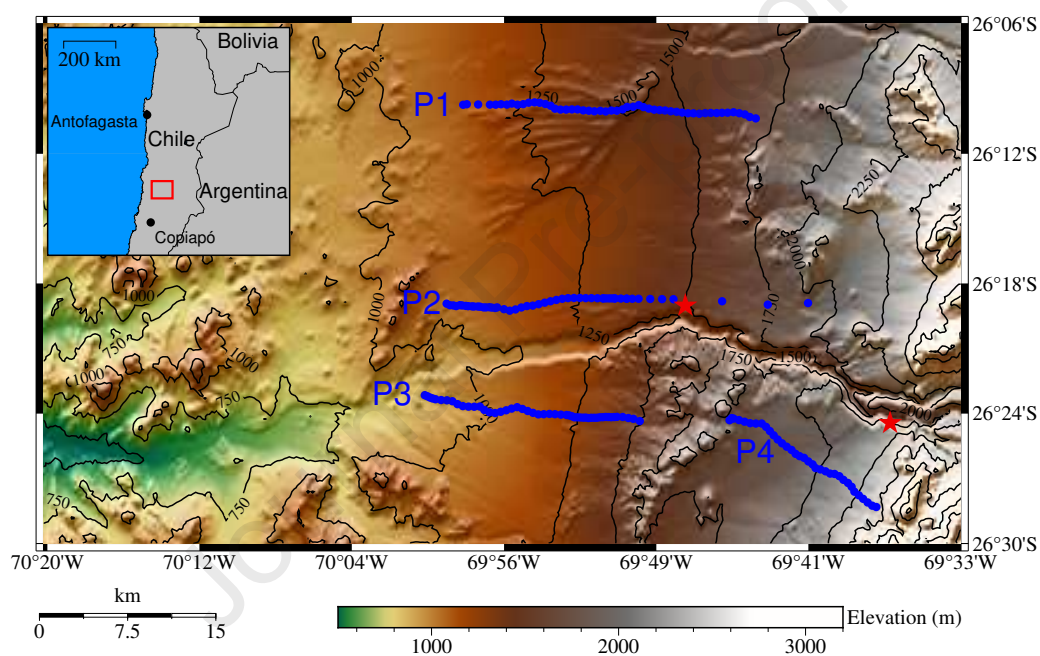 Bolivia
200 km
Antofagasta
Chile
Argentina
Copiapó
P1
P2
P3
P4
1000
1250
1500
1500
2250
2000
1750
1000
1000
1250
750
1000
1000
750
1750
1500
2000
750
750
26°06'S
26°12'S
26°18'S
26°24'S
26°30'S
70°20'W
70°12'W
70°04'W
69°56'W
69°49'W
69°41'W
69°33'W
km
0 7.5 15
Elevation (m)
1000 2000 3000